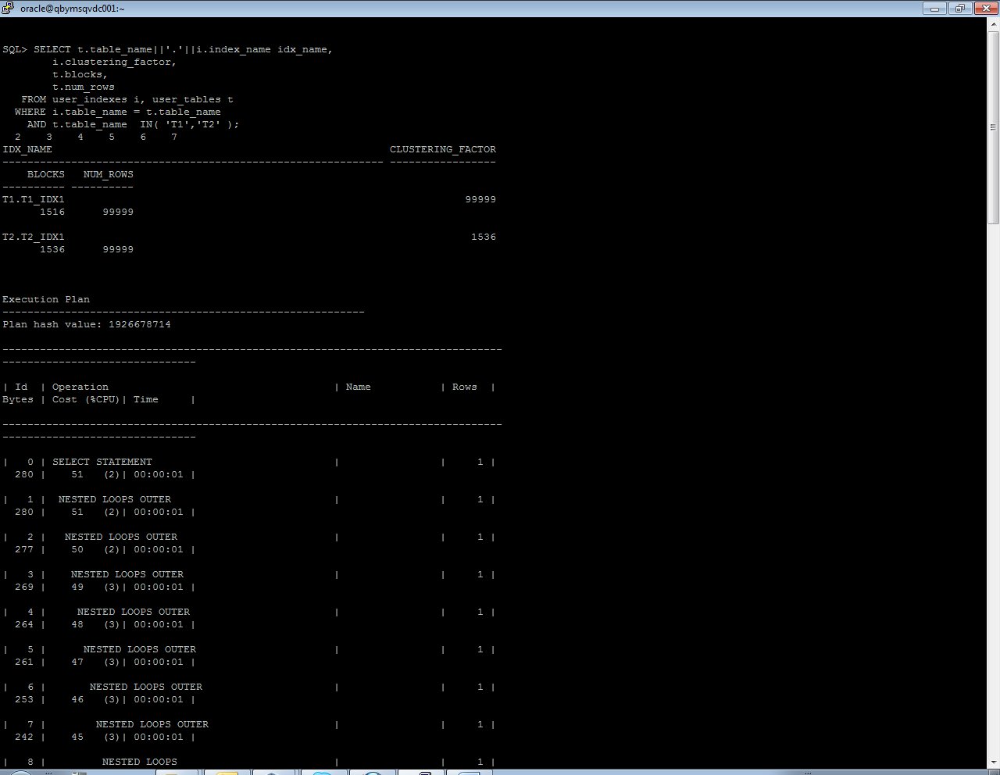 oracle@qbymsqvdc001:~
SQL> SELECT t.table_name||'.'||i.index_name idx_name,
        i.clustering_factor,
        t.blocks,
        t.num_rows
   FROM user_indexes i, user_tables t
  WHERE i.table_name = t.table_name
    AND t.table_name  IN( 'T1','T2' );
  2    3    4    5    6    7
IDX_NAME                                                      CLUSTERING_FACTOR
------------------------------------------------------------- -----------------
    BLOCKS   NUM_ROWS
---------- ----------
T1.T1_IDX1                                                                99999
      1516      99999
T2.T2_IDX1                                                                 1536
      1536      99999
Execution Plan
----------------------------------------------------------
Plan hash value: 1926678714
--------------------------------------------------------------------------------
-------------------------------
| Id  | Operation                                    | Name           | Rows  |
Bytes | Cost (%CPU)| Time     |
--------------------------------------------------------------------------------
-------------------------------
|   0 | SELECT STATEMENT                             |                |     1 |
  280 |    51   (2)| 00:00:01 |
|   1 |  NESTED LOOPS OUTER                          |                |     1 |
  280 |    51   (2)| 00:00:01 |
|   2 |   NESTED LOOPS OUTER                         |                |     1 |
  277 |    50   (2)| 00:00:01 |
|   3 |    NESTED LOOPS OUTER                        |                |     1 |
  269 |    49   (3)| 00:00:01 |
|   4 |     NESTED LOOPS OUTER                       |                |     1 |
  264 |    48   (3)| 00:00:01 |
|   5 |      NESTED LOOPS OUTER                      |                |     1 |
  261 |    47   (3)| 00:00:01 |
|   6 |       NESTED LOOPS OUTER                     |                |     1 |
  253 |    46   (3)| 00:00:01 |
|   7 |        NESTED LOOPS OUTER                    |                |     1 |
  242 |    45   (3)| 00:00:01 |
|   8 |         NESTED LOOPS                         |                |     1 |